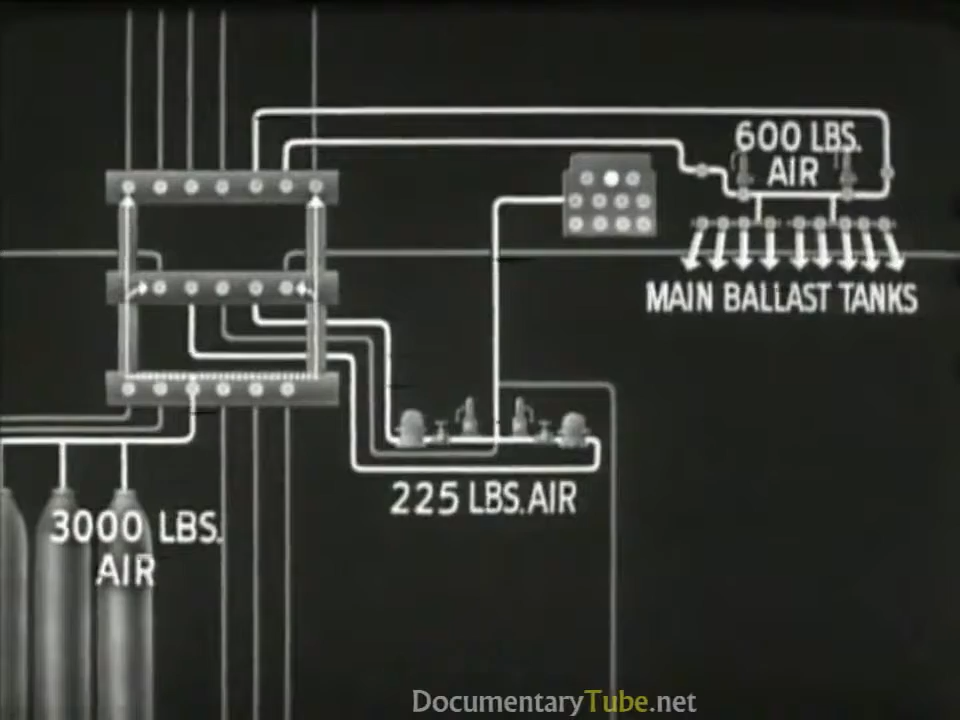 600 LBS.
AIR
MAIN BALLAST TANKS
225 LBS. AIR
3000 LBS.
AIR
DocumentaryTube.net